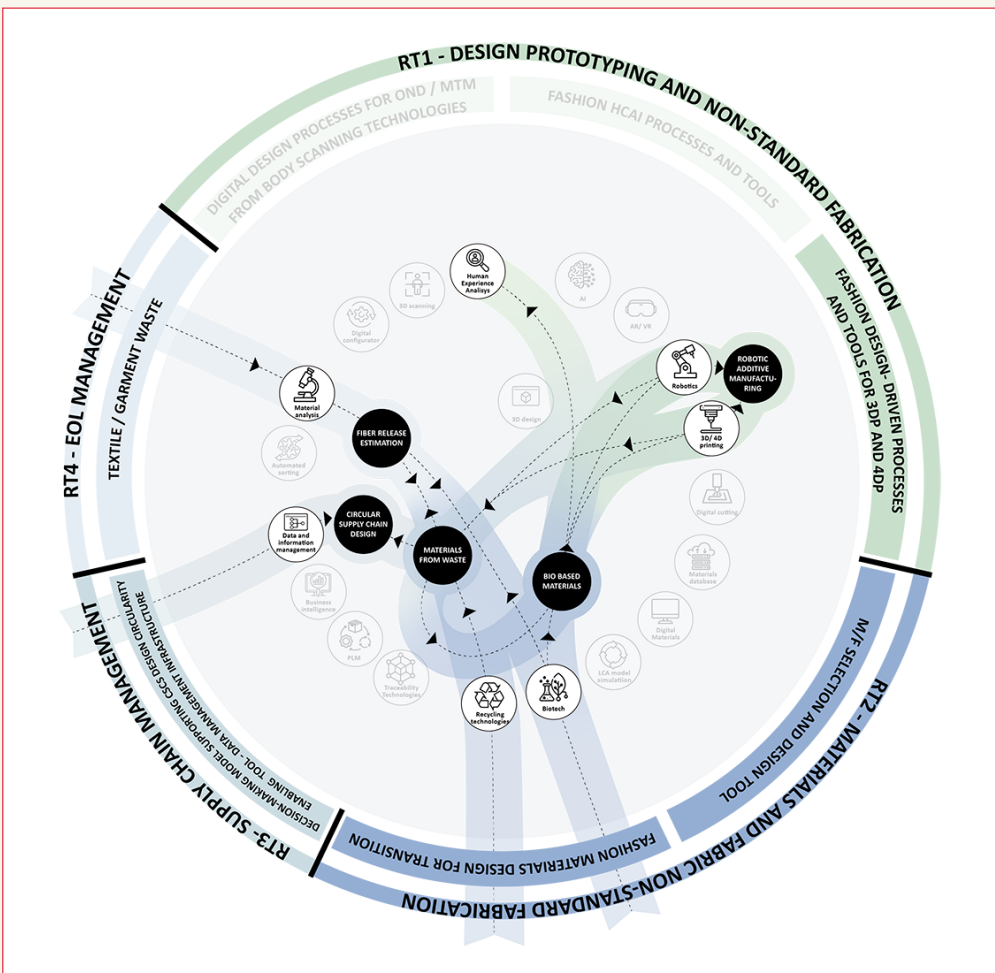 RT1 - DESIGN PROTOTYPING AND NON-STANDARD FABRICATION
DIGITAL DESIGN PROCESSES FOR OND / MTM
FROM BODY SCANNING TECHNOLOGIES
FASHION HCAI PROCESSES AND TOOLS
FASHION DESIGN- DRIVEN PROCESSES
AND TOOLS FOR 3DP AND 4DP
RT4 - EOL MANAGEMENT
TEXTILE / GARMENT WASTE
Human
Experience
Analisys
3D scanning
Digital
configurator
AI
AR/ VR
3D design
Robotics
ROBOTIC
ADDITIVE
MANUFACTU-
RING
3D/ 4D
printing
Material
analysis
FIBER RELEASE
ESTIMATION
Automated
sorting
Digital cutting
CIRCULAR
SUPPLY CHAIN
DESIGN
Data and
information
management
MATERIALS
FROM WASTE
BIO BASED
MATERIALS
Materials
database
Business
intelligence
Digital
Materials
PLM
LCA model
simulation
Traceability
Technologies
Recycling
technologies
Biotech
RT3- SUPPLY CHAIN MANAGEMENT
DECISION-MAKING MODEL SUPPORTING CSCS DESIGN CIRCULARITY
ENABLING TOOL - DATA MANAGEMENT INFRASTRUCTURE
FASHION MATERIALS DESIGN FOR TRANSITION
M/F SELECTION AND DESIGN TOOL
RT2 - MATERIALS AND FABRIC NON-STANDARD FABRICATION